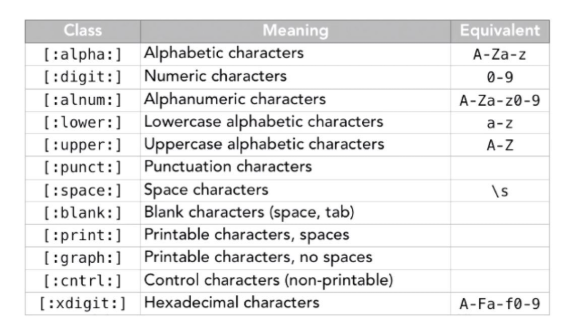 Class Meaning Equivalent
[:alpha:] Alphabetic characters A-Za-z
[:digit:] Numeric characters 0-9
[:alnum:] Alphanumeric characters A-Za-z0-9
[:lower:] Lowercase alphabetic characters a-z
[:upper:] Uppercase alphabetic characters A-Z
[:punct:] Punctuation characters
[:space:] Space characters \s
[:blank:] Blank characters (space, tab)
[:print:] Printable characters, spaces
[:graph:] Printable characters, no spaces
[:cntrl:] Control characters (non-printable)
[:xdigit:] Hexadecimal characters A-Fa-f0-9